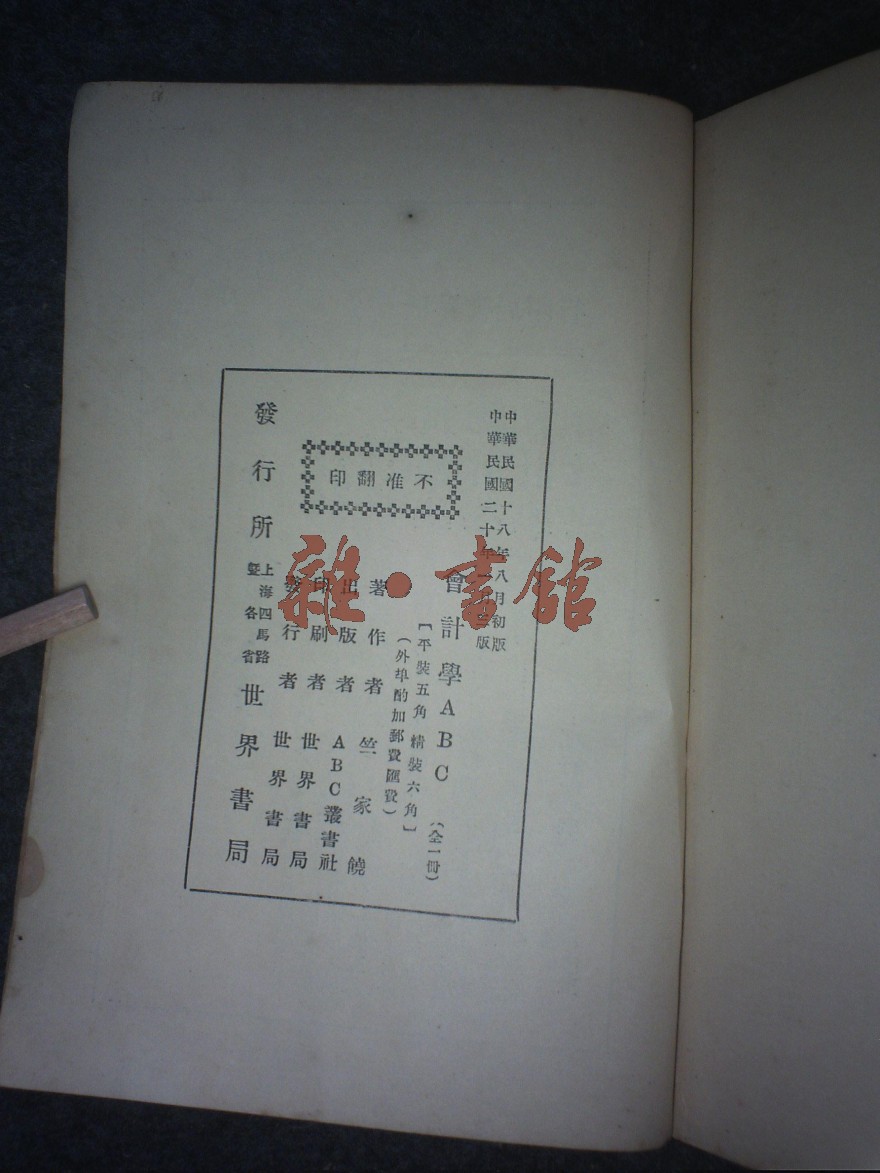 中華民國十八年八月初版
中華民國二十年一月 版
會計學ABC (全一冊)
[平裝五角 精裝六角]
(外埠酌加郵費匯費)
著作者 竺家饒
出版者 ABC叢書社
印刷者 世界書局
發行者 世界書局
不准翻印
發行所 上海四馬路暨各省 世界書局
雜·書館